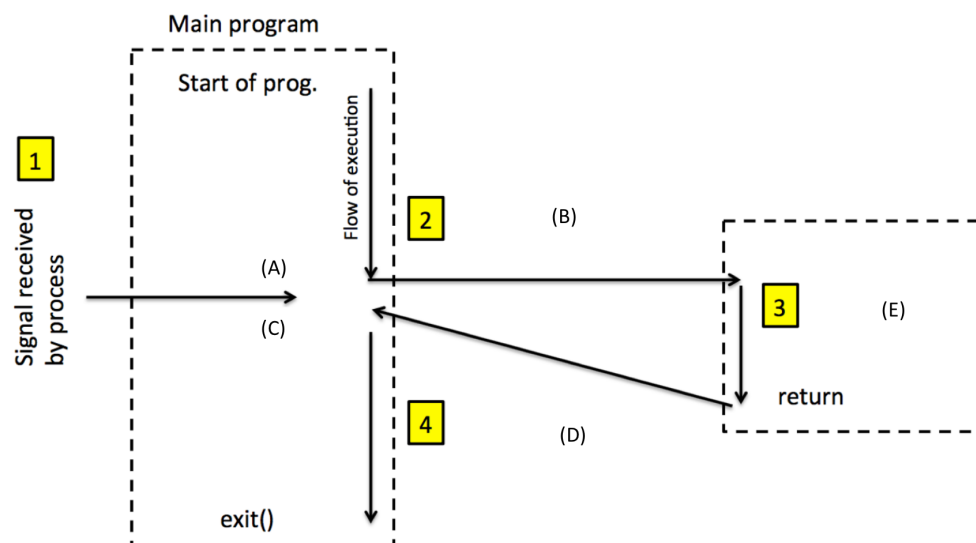 Main program
Start of prog.
1
Signal received
by process
Flow of execution
2
(A)
(B)
(C)
3
(E)
return
4
(D)
exit()